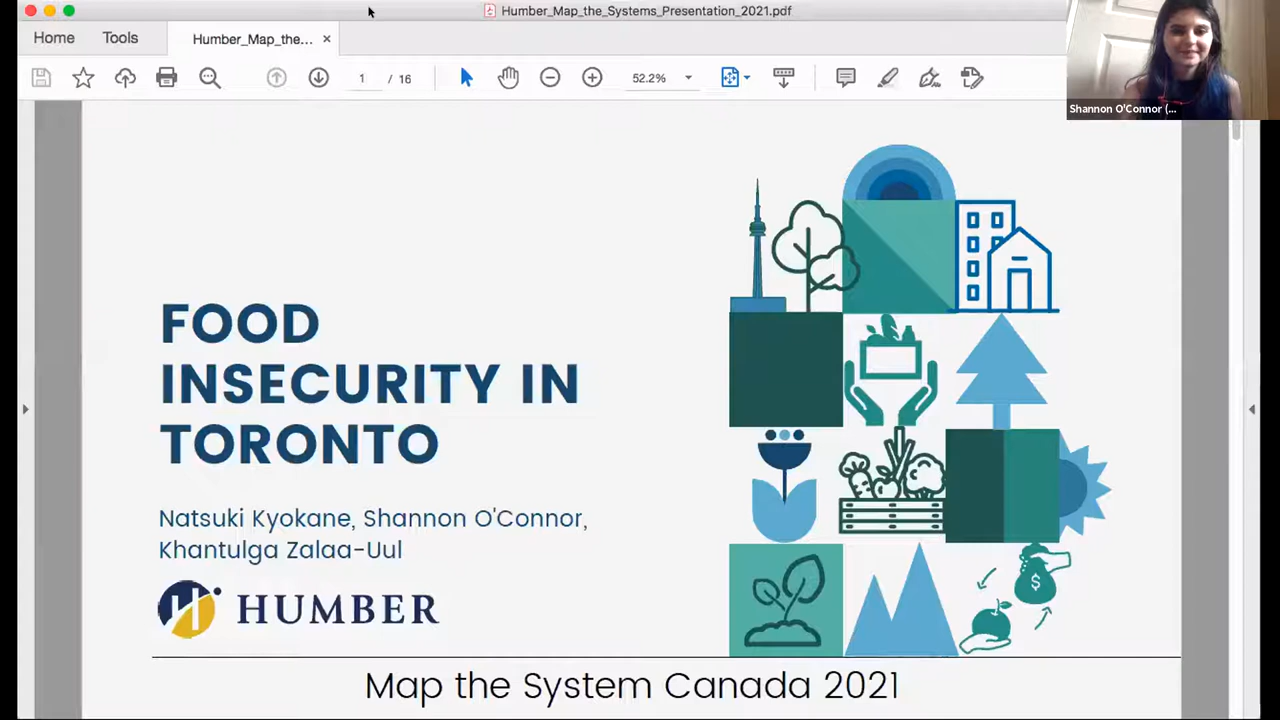 Humber_Map_the_Systems_Presentation_2021.pdf
Home
Tools
Humber_Map_the...
1 / 16
52.2%
Shannon O'Connor (...
FOOD
INSECURITY IN
TORONTO
Natsuki Kyokane, Shannon O'Connor,
Khantulga Zalaa-Uul
HUMBER
$
Map the System Canada 2021